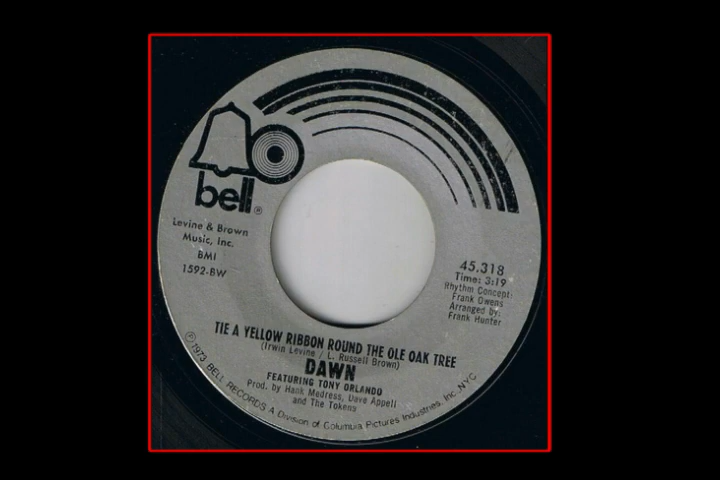 bell®
Levine & Brown
Music, Inc.
BMI
1592-BW
45.318
Time: 3:19
Rhythm Concept:
Frank Owens
Arranged by:
Frank Hunter
TIE A YELLOW RIBBON ROUND THE OLE OAK TREE
(Irwin Levine / L. Russell Brown)
DAWN
FEATURING TONY ORLANDO
Prod. by Hank Medress, Dave Appell
and The Tokens
℗1973 BELL RECORDS A Division of Columbia Pictures Industries, Inc., NYC